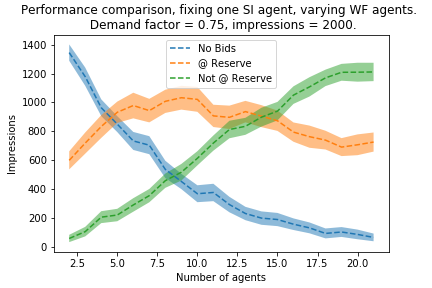 Performance comparison, fixing one SI agent, varying WF agents.
Demand factor = 0.75, impressions = 2000.
No Bids
@ Reserve
Not @ Reserve
Impressions
1400
1200
1000
800
600
400
200
0
2.5 5.0 7.5 10.0 12.5 15.0 17.5 20.0
Number of agents